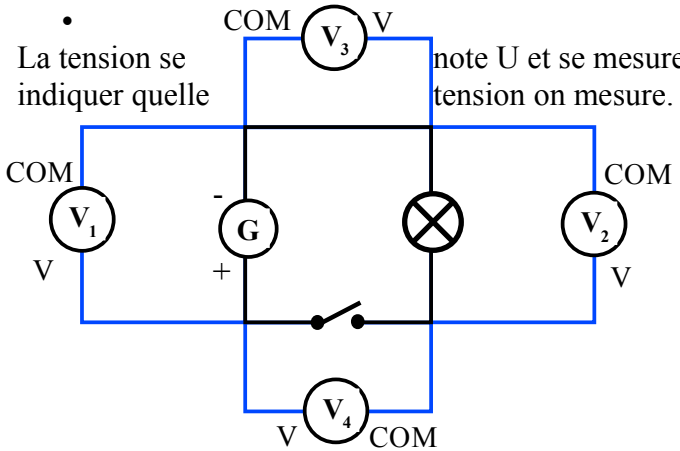 •
COM V₃ V
La tension se note U et se mesure
indiquer quelle tension on mesure.
COM COM
-
V₁ G V₂
+
V V
V₄
V COM